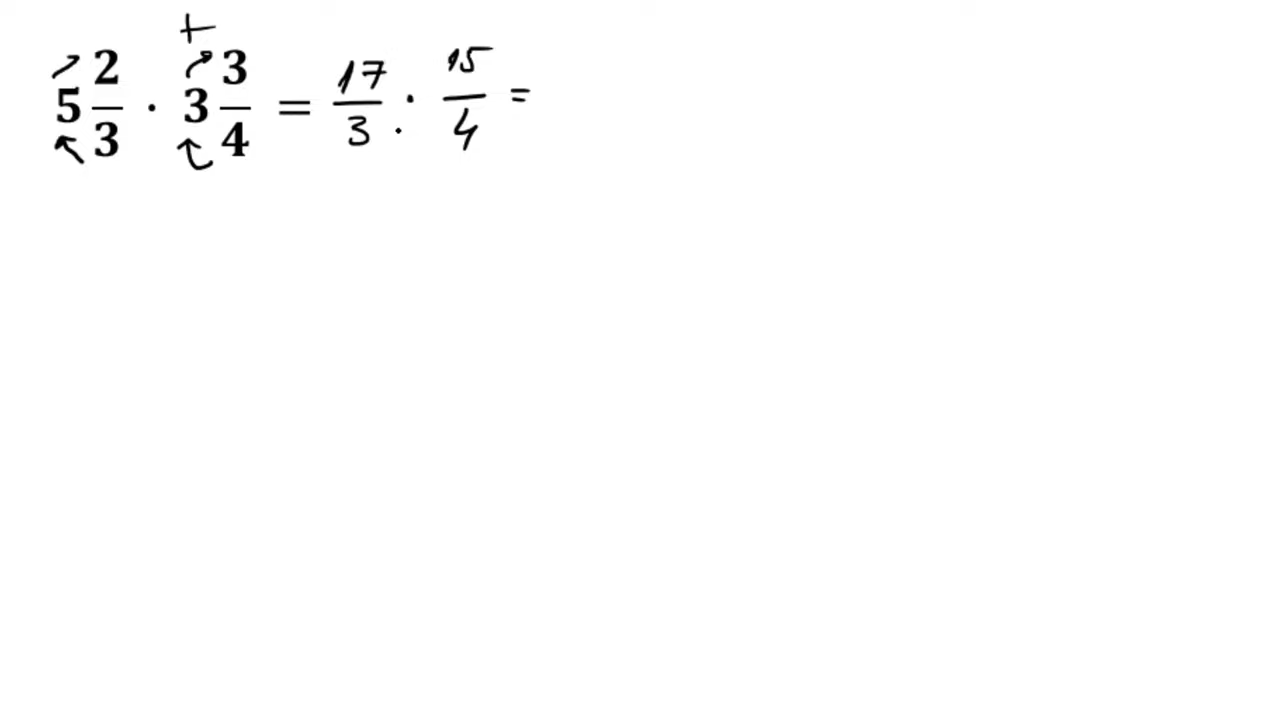 5 2/3 · 3 3/4 = 17/3 · 15/4 =